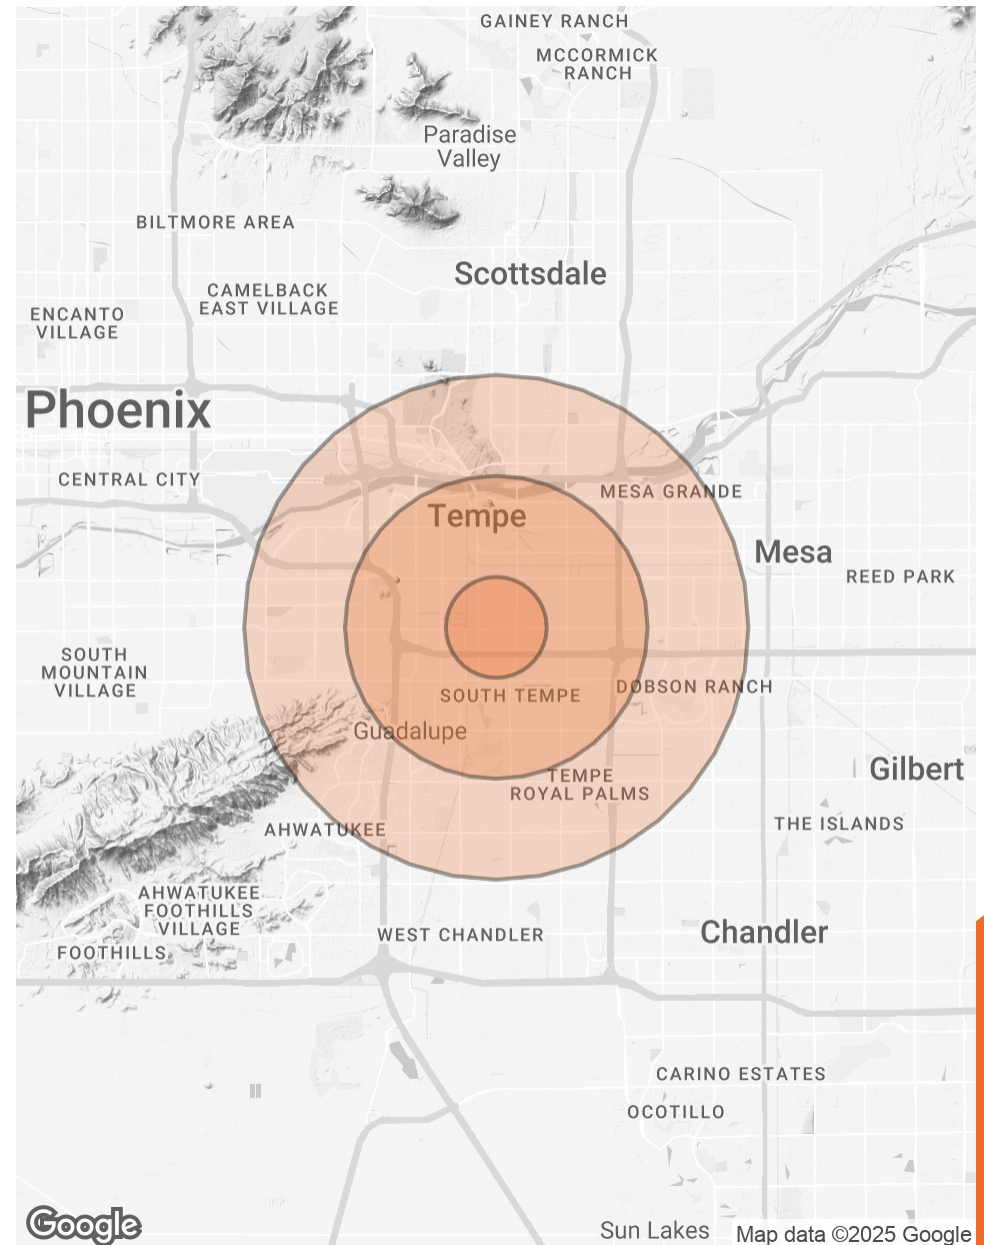 GAINEY RANCH
MCCORMICK
RANCH
Paradise
Valley
BILTMORE AREA
Scottsdale
CAMELBACK
EAST VILLAGE
ENCANTO
VILLAGE
Phoenix
CENTRAL CITY
MESA GRANDE
Tempe
Mesa
REED PARK
SOUTH
MOUNTAIN
VILLAGE
SOUTH TEMPE
DOBSON RANCH
Guadalupe
Gilbert
TEMPE
ROYAL PALMS
THE ISLANDS
AHWATUKEE
AHWATUKEE
FOOTHILLS
VILLAGE
FOOTHILLS
WEST CHANDLER
Chandler
CARINO ESTATES
OCOTILLO
Google
Sun Lakes
Map data ©2025 Google